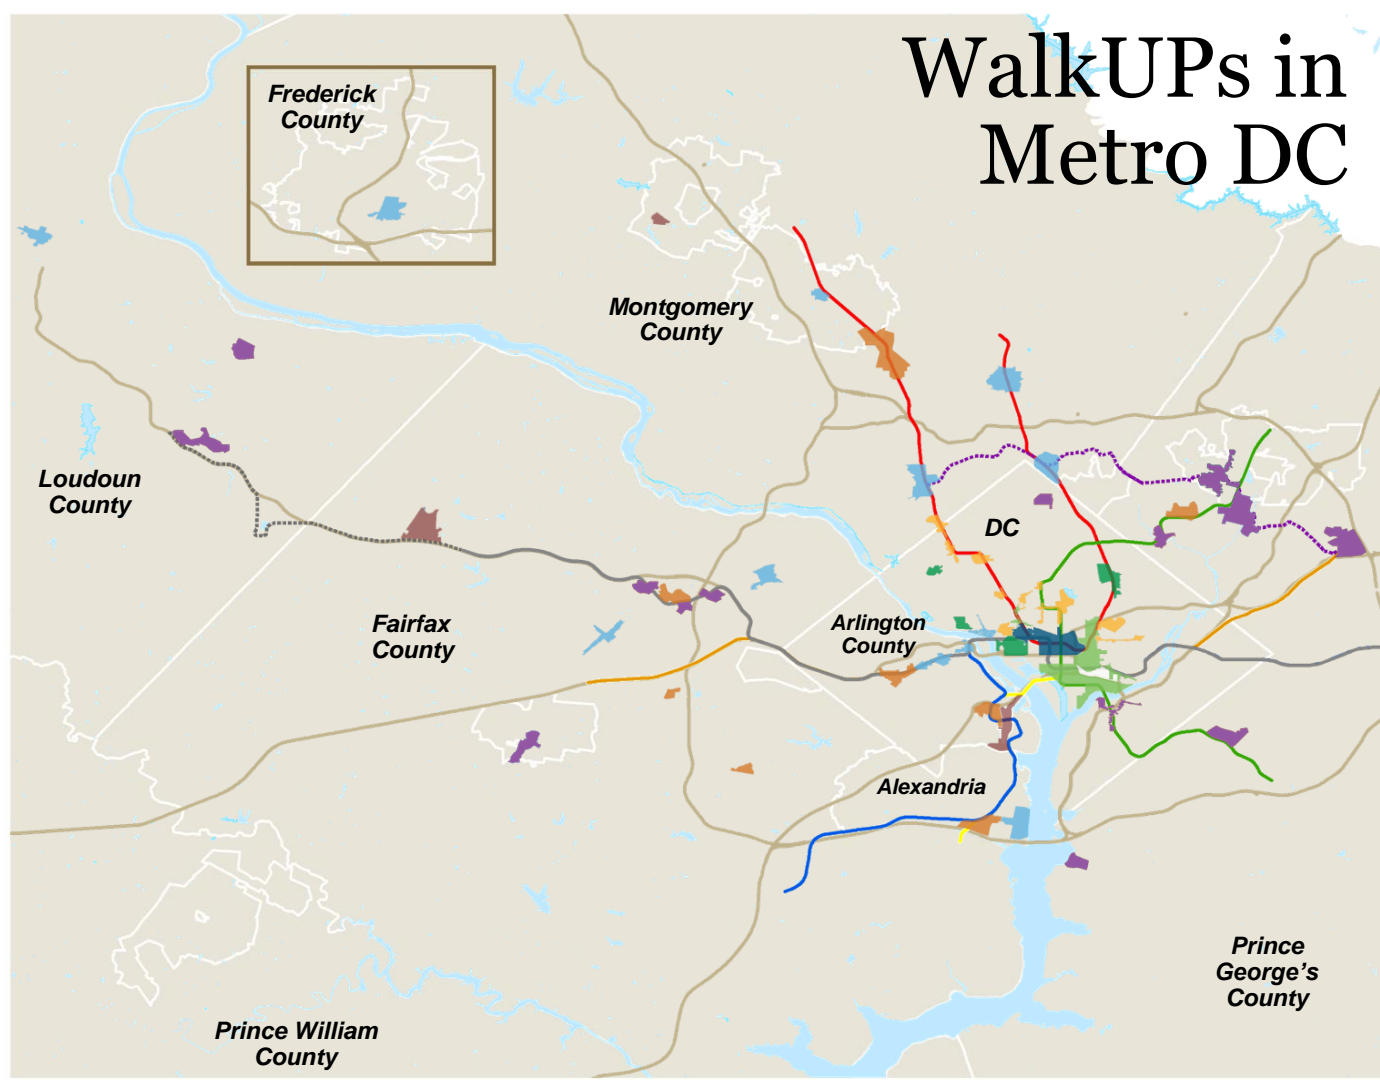 WalkUPs in
Metro DC
Frederick
County
Montgomery
County
Loudoun
County
DC
Fairfax
County
Arlington
County
Alexandria
Prince
George's
County
Prince William
County